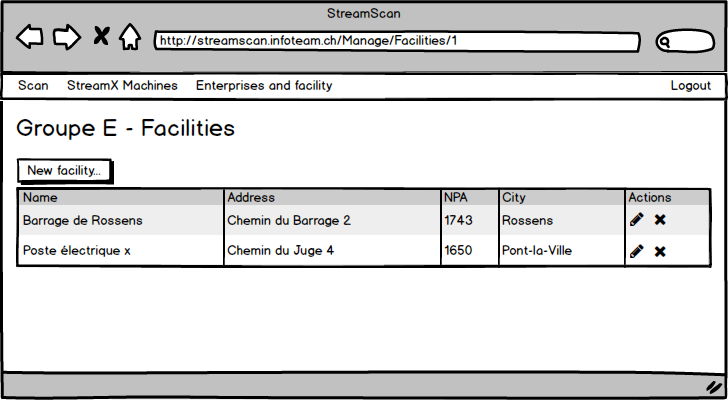 StreamScan
http://streamscan.infoteam.ch/Manage/Facilities/1
Scan StreamX Machines Enterprises and facility Logout
Groupe E - Facilities
New facility...
Name Address NPA City Actions
Barrage de Rossens Chemin du Barrage 2 1743 Rossens
Poste électrique x Chemin du Juge 4 1650 Pont-la-Ville